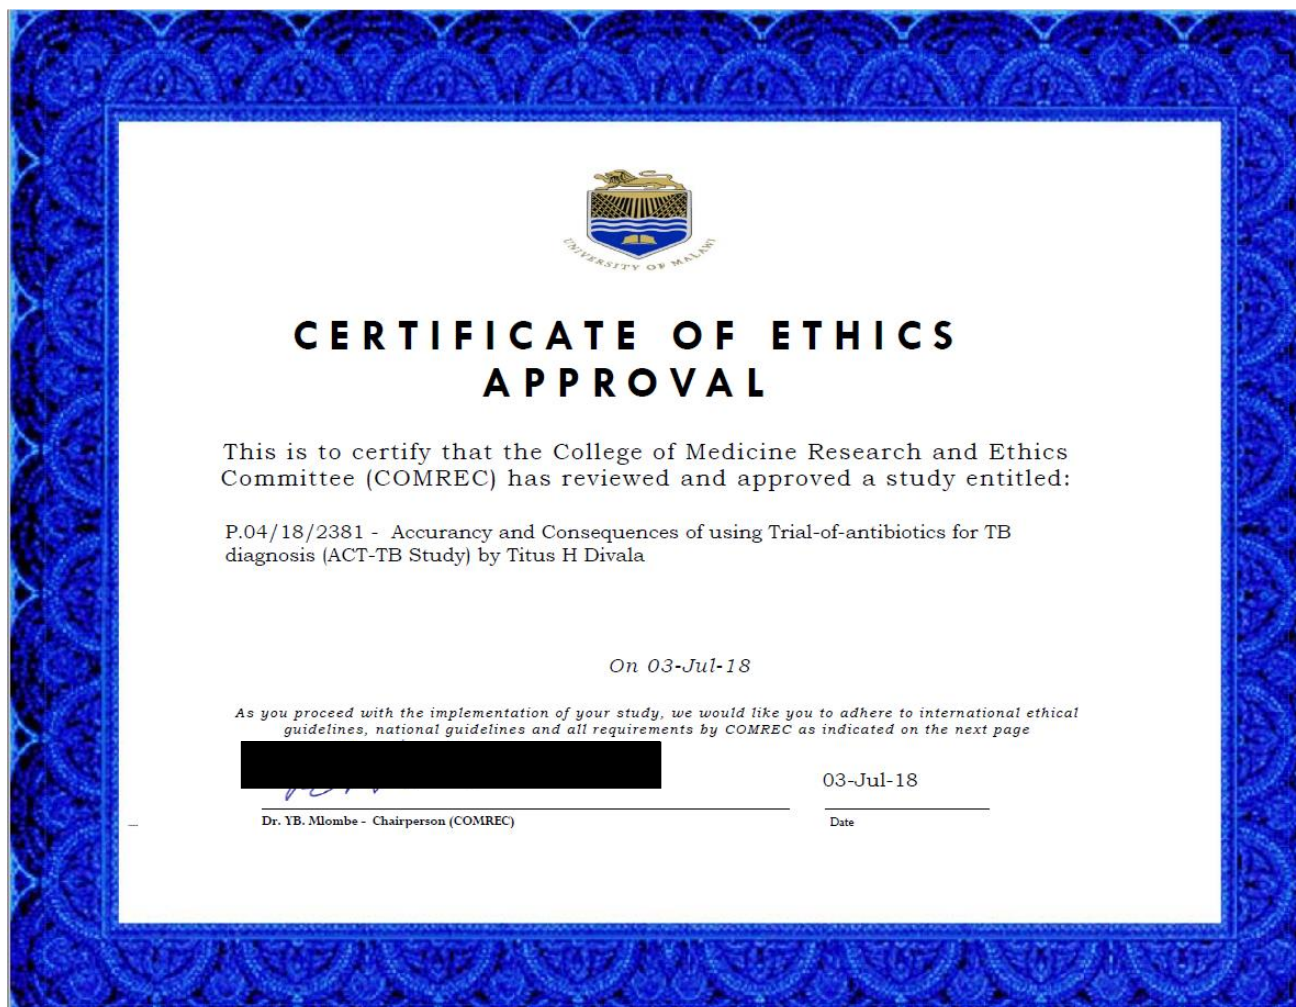 UNIVERSITY OF MALAWI
CERTIFICATE OF ETHICS
APPROVAL
This is to certify that the College of Medicine Research and Ethics
Committee (COMREC) has reviewed and approved a study entitled:
P.04/18/2381 - Accurancy and Consequences of using Trial-of-antibiotics for TB
diagnosis (ACT-TB Study) by Titus H Divala
On 03-Jul-18
As you proceed with the implementation of your study, we would like you to adhere to international ethical
guidelines, national guidelines and all requirements by COMREC as indicated on the next page
03-Jul-18
Dr. YB. Mlombe - Chairperson (COMREC)
Date